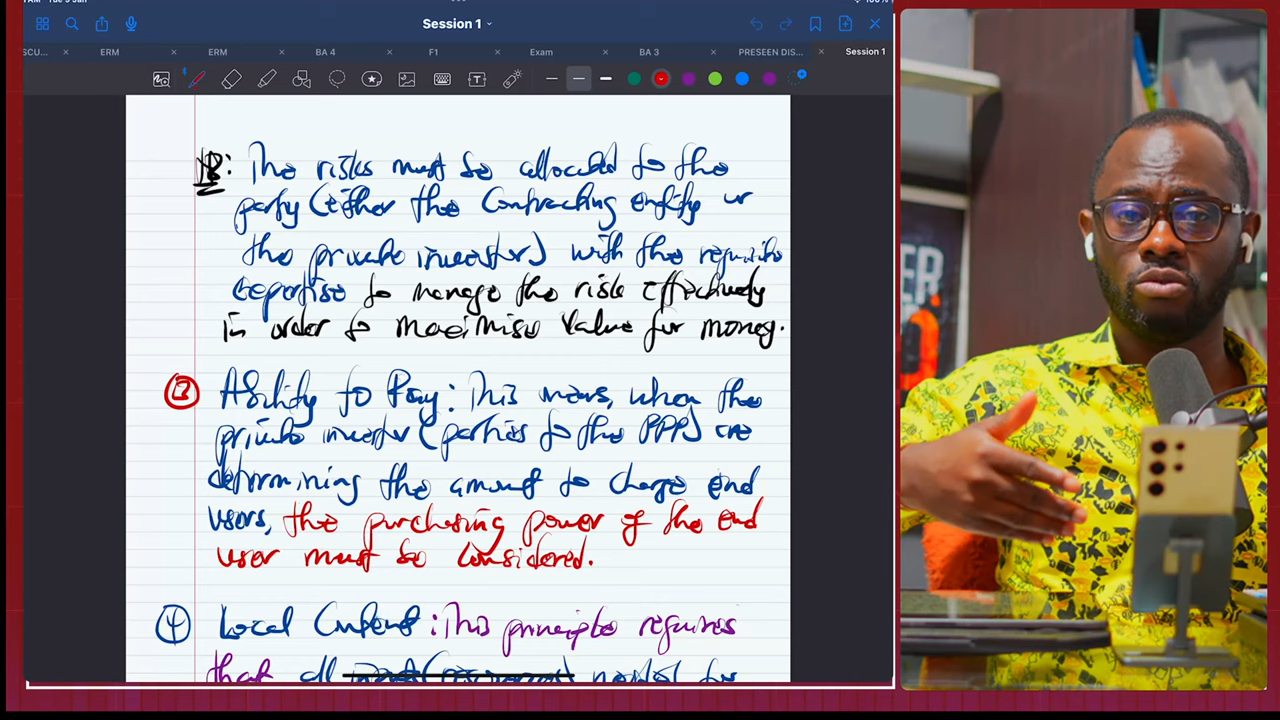 Session 1
ERM
ERM
BA 4
F1
Exam
BA 3
PRESEEN DIS...
Session 1
NB: The risks must be allocated to the
party (either the Contracting entity or
the private investor) with the requisite
expertise to manage the risk effectively
in order to maximise value for money.
③ Ability to Pay: This means, when the
private investor (parties to the PPP) are
determining the amount to charge end
users, the purchasing power of the end
user must be considered.
④ Local Content: This principle requires
that all needed for